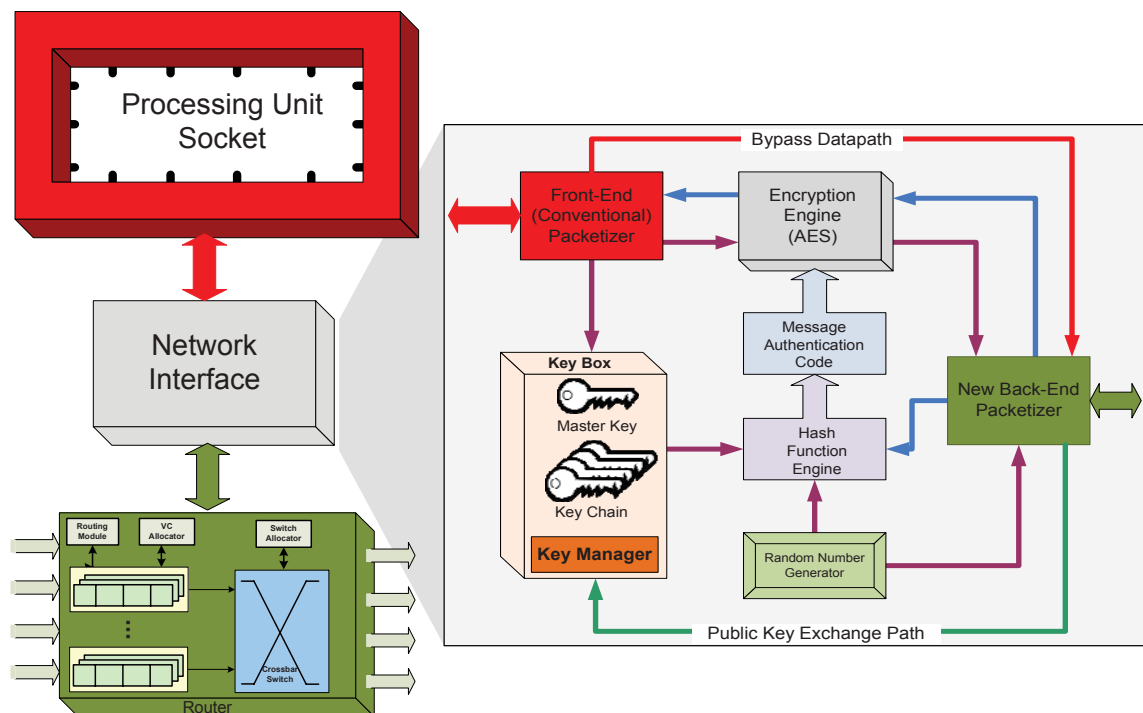 Processing Unit
Socket
Network
Interface
Routing
Module
VC
Allocator
Switch
Allocator
Crossbar
Switch
Router
Bypass Datapath
Front-End
(Conventional)
Packetizer
Encryption
Engine
(AES)
Message
Authentication
Code
Key Box
Master Key
Key Chain
Key Manager
Hash
Function
Engine
New Back-End
Packetizer
Random Number
Generator
Public Key Exchange Path